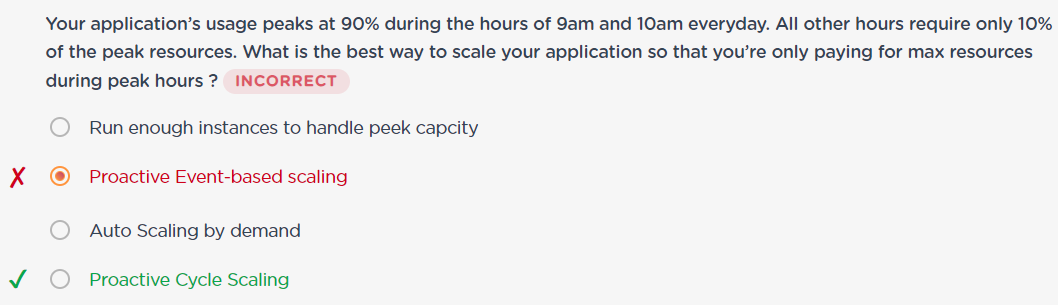 Your application’s usage peaks at 90% during the hours of 9am and 10am everyday. All other hours require only 10%
of the peak resources. What is the best way to scale your application so that you’re only paying for max resources
during peak hours ? INCORRECT
Run enough instances to handle peek capcity
Proactive Event-based scaling
Auto Scaling by demand
Proactive Cycle Scaling